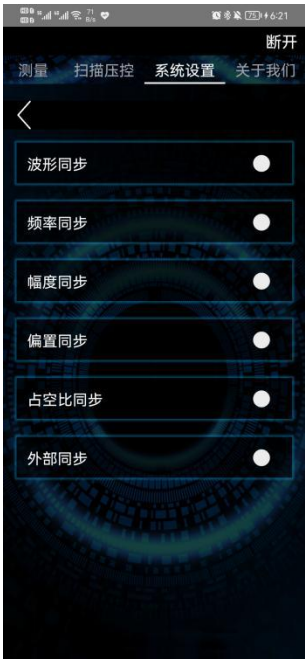 71
B/s
75
6:21
断开
测量 扫描压控 系统设置 关于我们
波形同步
频率同步
幅度同步
偏置同步
占空比同步
外部同步